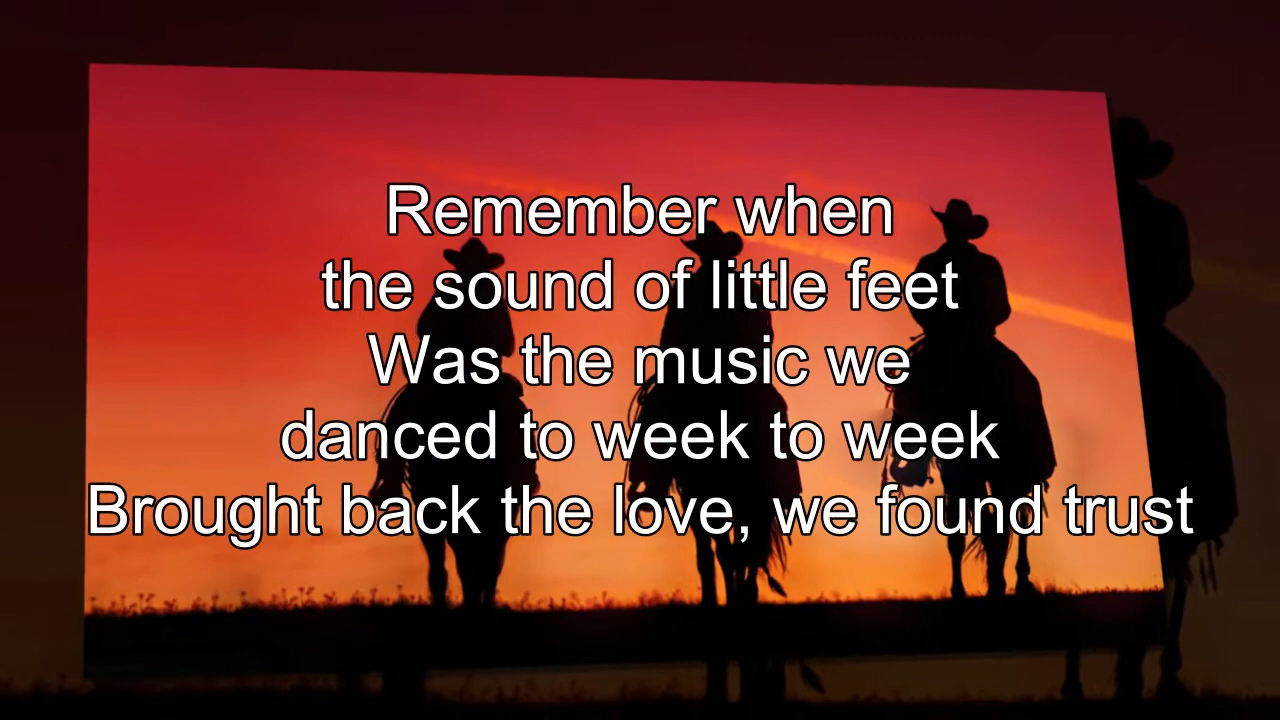 Remember when
the sound of little feet
Was the music we
danced to week to week
Brought back the love, we found trust